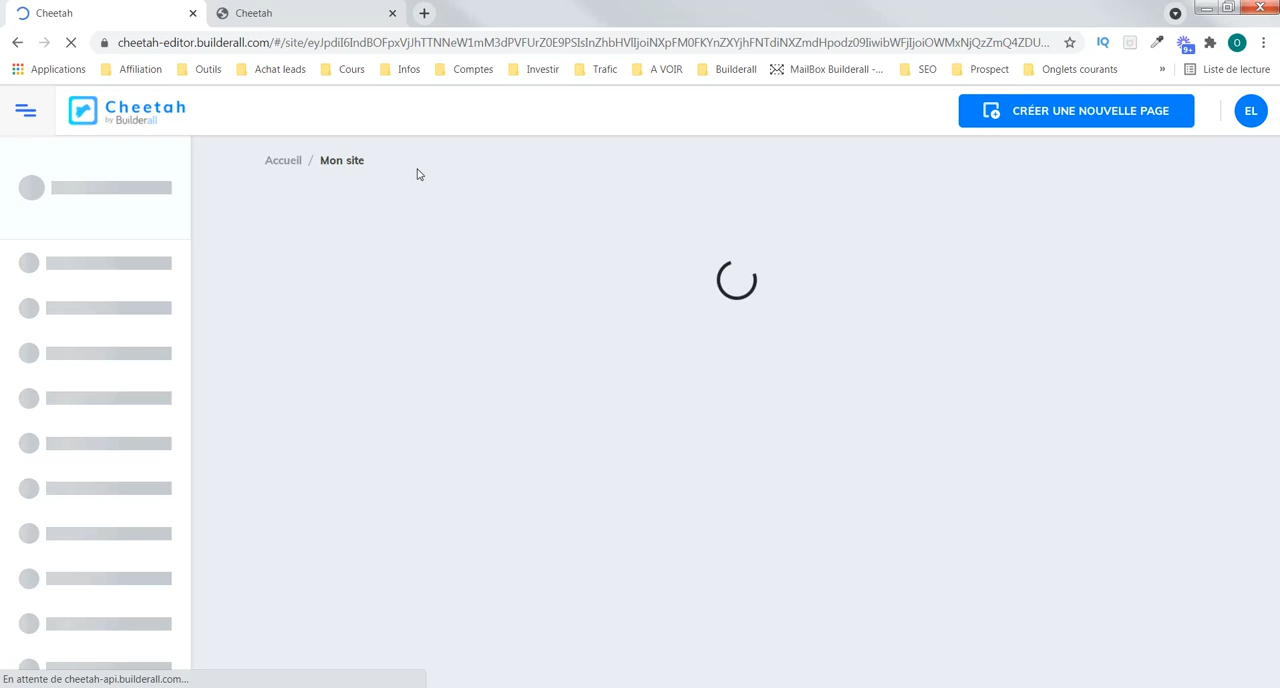 Cheetah
Cheetah
cheetah-editor.builderall.com/#/site/
Applications Affiliation Outils Achat leads Cours Infos Comptes Investir Trafic A VOIR Builderall MailBox Builderall -... SEO Prospect Onglets courants » Liste de lecture
IQ
9+
O
Cheetah
by Builderall
CRÉER UNE NOUVELLE PAGE
EL
Accueil / Mon site
En attente de cheetah-api.builderall.com...